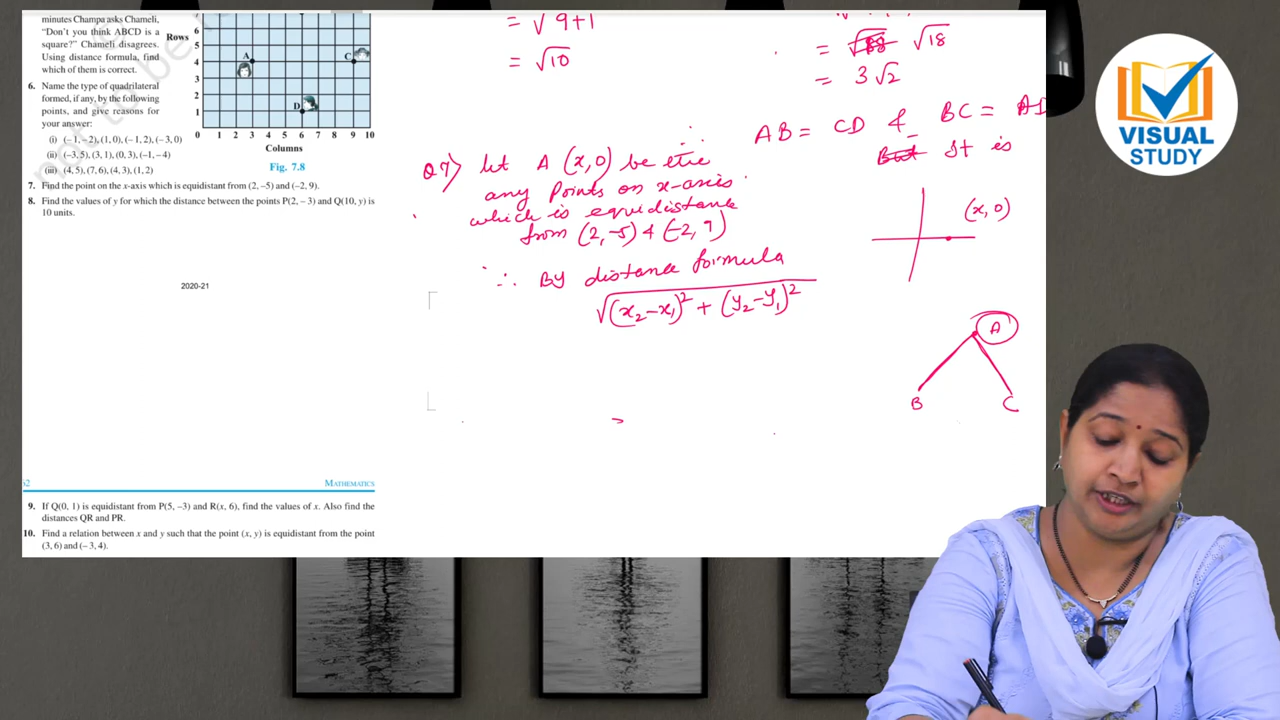 minutes Champa asks Chameli,
"Don't you think ABCD is a
square?" Chameli disagrees.
Using distance formula, find
which of them is correct.
6. Name the type of quadrilateral
formed, if any, by the following
points, and give reasons for
your answer:
(i) (– 1, – 2), (1, 0), (– 1, 2), (– 3, 0)
(ii) (–3, 5), (3, 1), (0, 3), (–1, – 4)
(iii) (4, 5), (7, 6), (4, 3), (1, 2)
7. Find the point on the x-axis which is equidistant from (2, –5) and (–2, 9).
8. Find the values of y for which the distance between the points P(2, – 3) and Q(10, y) is
10 units.
Rows
6
5
4
3
2
1
0 1 2 3 4 5 6 7 8 9 10
A
C
D
Columns
Fig. 7.8
2020-21
62 MATHEMATICS
9. If Q(0, 1) is equidistant from P(5, –3) and R(x, 6), find the values of x. Also find the
distances QR and PR.
10. Find a relation between x and y such that the point (x, y) is equidistant from the point
(3, 6) and (– 3, 4).
= √9+1
= √10
= √18
= 3√2
∴ AB = CD & BC = AD
It is
Q7) let A (x, 0) be the
any points on x-axis
which is equidistance
from (2, -5) & (-2, 9)
∴ By distance formula
√(x₂-x₁)² + (y₂-y₁)²
(x, 0)
A
B
C
VISUAL
STUDY